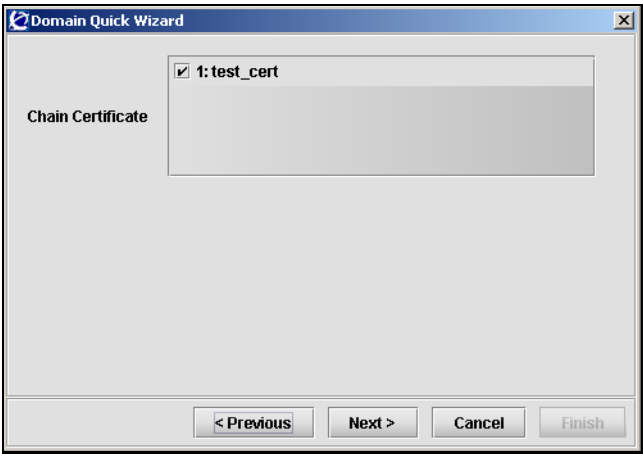 Domain Quick Wizard
1: test_cert
Chain Certificate
< Previous
Next >
Cancel
Finish